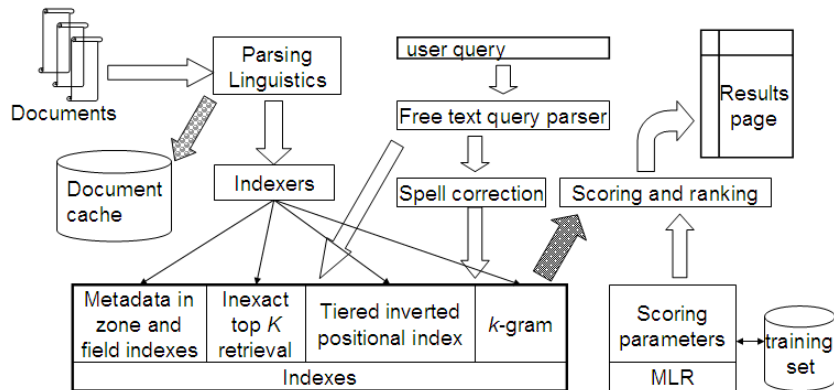 Documents
Parsing
Linguistics
user query
Results
page
Free text query parser
Document
cache
Indexers
Spell correction
Scoring and ranking
Metadata in
zone and
field indexes
Inexact
top K
retrieval
Tiered inverted
positional index
k-gram
Indexes
Scoring
parameters
MLR
training
set